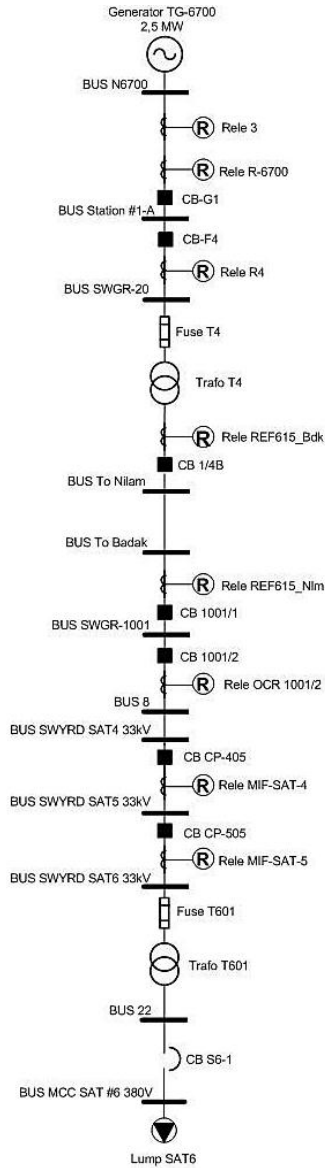 Generator TG-6700
2,5 MW
BUS N6700
R Rele 3
R Rele R-6700
CB-G1
BUS Station #1-A
CB-F4
R Rele R4
BUS SWGR-20
Fuse T4
Trafo T4
R Rele REF615_Bdk
CB 1/4B
BUS To Nilam
BUS To Badak
R Rele REF615_Nlm
CB 1001/1
BUS SWGR-1001
CB 1001/2
R Rele OCR 1001/2
BUS 8
BUS SWYRD SAT4 33kV
CB CP-405
R Rele MIF-SAT-4
BUS SWYRD SAT5 33kV
CB CP-505
R Rele MIF-SAT-5
BUS SWYRD SAT6 33kV
Fuse T601
Trafo T601
BUS 22
CB S6-1
BUS MCC SAT #6 380V
Lump SAT6